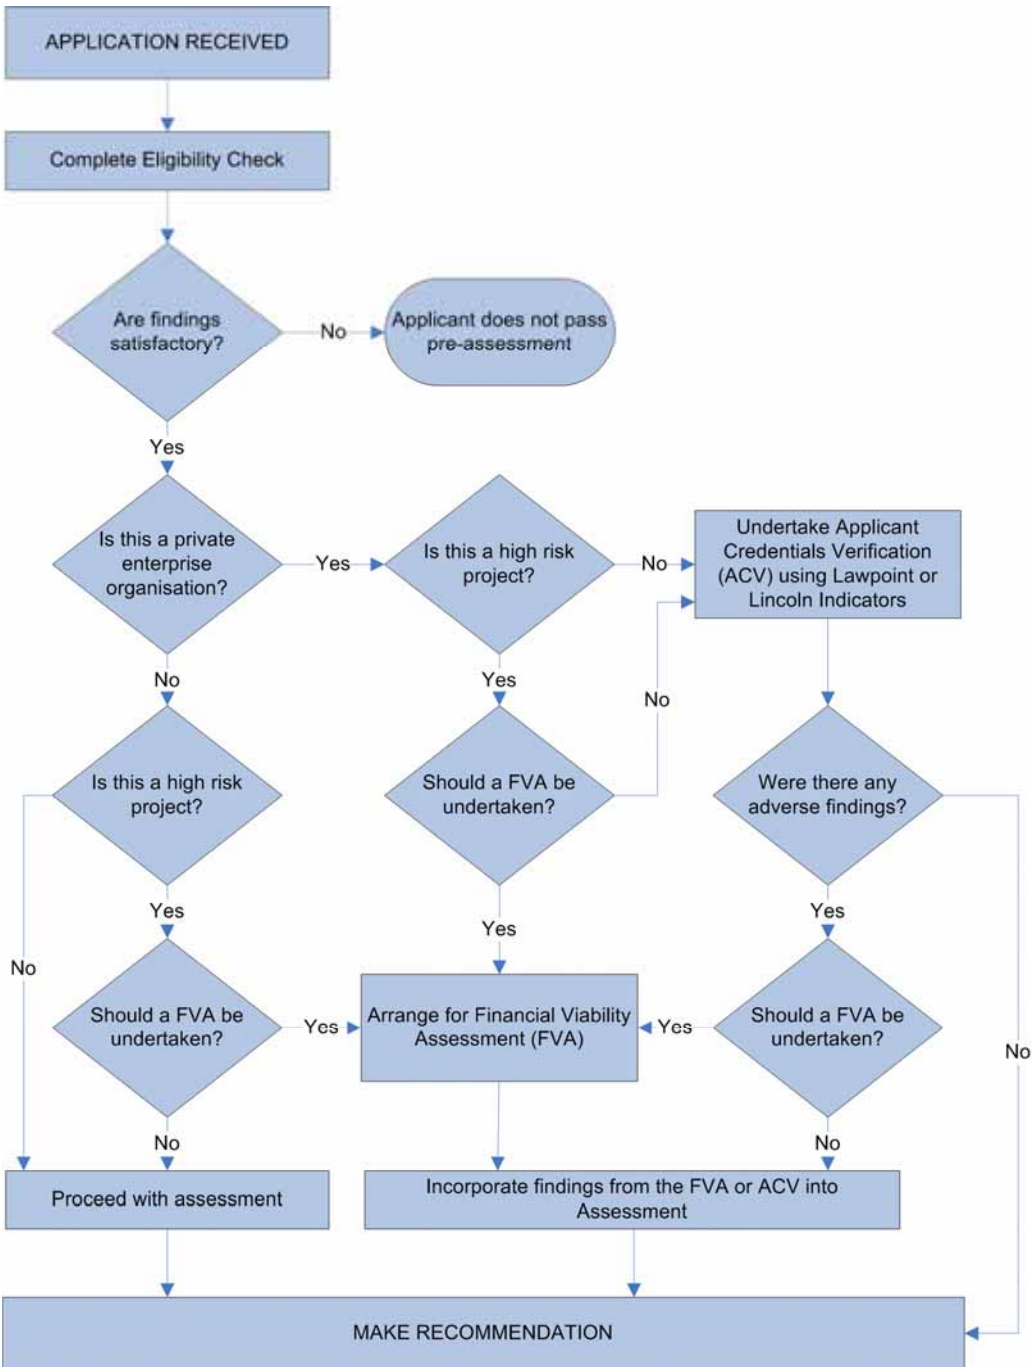 APPLICATION RECEIVED
Complete Eligibility Check
Are findings
satisfactory?
No
Applicant does not pass
pre-assessment
Yes
Is this a private
enterprise
organisation?
Yes
Is this a high risk
project?
No
Undertake Applicant
Credentials Verification
(ACV) using Lawpoint or
Lincoln Indicators
No
Yes
No
Is this a high risk
project?
Should a FVA be
undertaken?
Were there any
adverse findings?
Yes
Yes
Yes
No
Should a FVA be
undertaken?
Yes
Arrange for Financial Viability
Assessment (FVA)
Yes
Should a FVA be
undertaken?
No
No
No
Proceed with assessment
Incorporate findings from the FVA or ACV into
Assessment
MAKE RECOMMENDATION